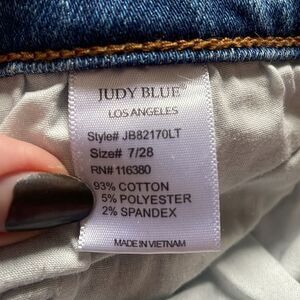 JUDY BLUE®
LOS ANGELES
Style# JB82170LT
Size# 7/28
RN# 116380
93% COTTON
5% POLYESTER
2% SPANDEX
MADE IN VIETNAM